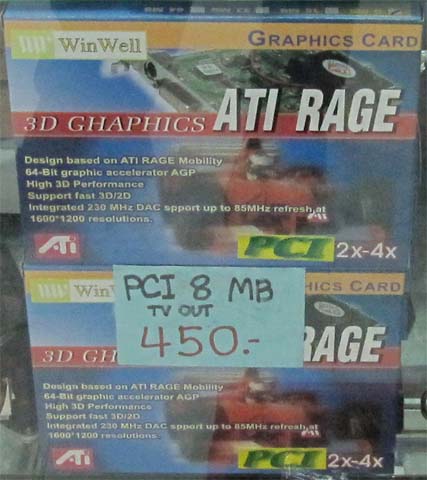 WinWell
GRAPHICS CARD
ATI RAGE
3D GHAPHICS
Design based on ATI RAGE Mobility
64-Bit graphic accelerator AGP
High 3D Performance
Support fast 3D/2D
Integrated 230 MHz DAC spport up to 85MHz refresh at
1600*1200 resolutions.
ATi
PCI 2x-4x
WinW
PHICS CARD
PCI 8 MB
TV OUT
450.-
3D GHA
RAGE
Design based on ATI RAGE Mobility
64-Bit graphic accelerator AGP
High 3D Performance
Support fast 3D/2D
Integrated 230 MHz DAC spport up to 85MHz refresh at
1600*1200 resolutions.
ATi
PCI 2x-4x